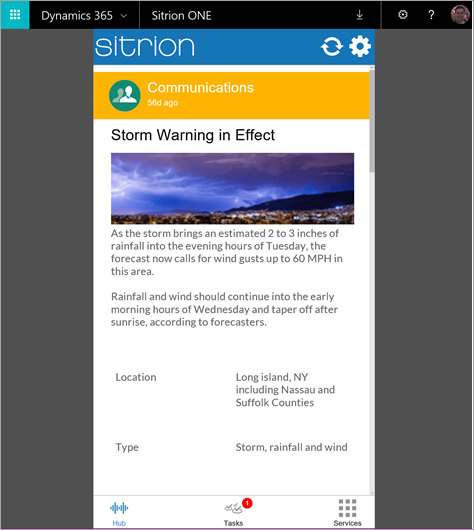 Dynamics 365
Sitrion ONE
?
sitrion
Communications
56d ago
Storm Warning in Effect
As the storm brings an estimated 2 to 3 inches of
rainfall into the evening hours of Tuesday, the
forecast now calls for wind gusts up to 60 MPH in
this area.
Rainfall and wind should continue into the early
morning hours of Wednesday and taper off after
sunrise, according to forecasters.
Location
Long island, NY
including Nassau and
Suffolk Counties
Type
Storm, rainfall and wind
1
Hub
Tasks
Services